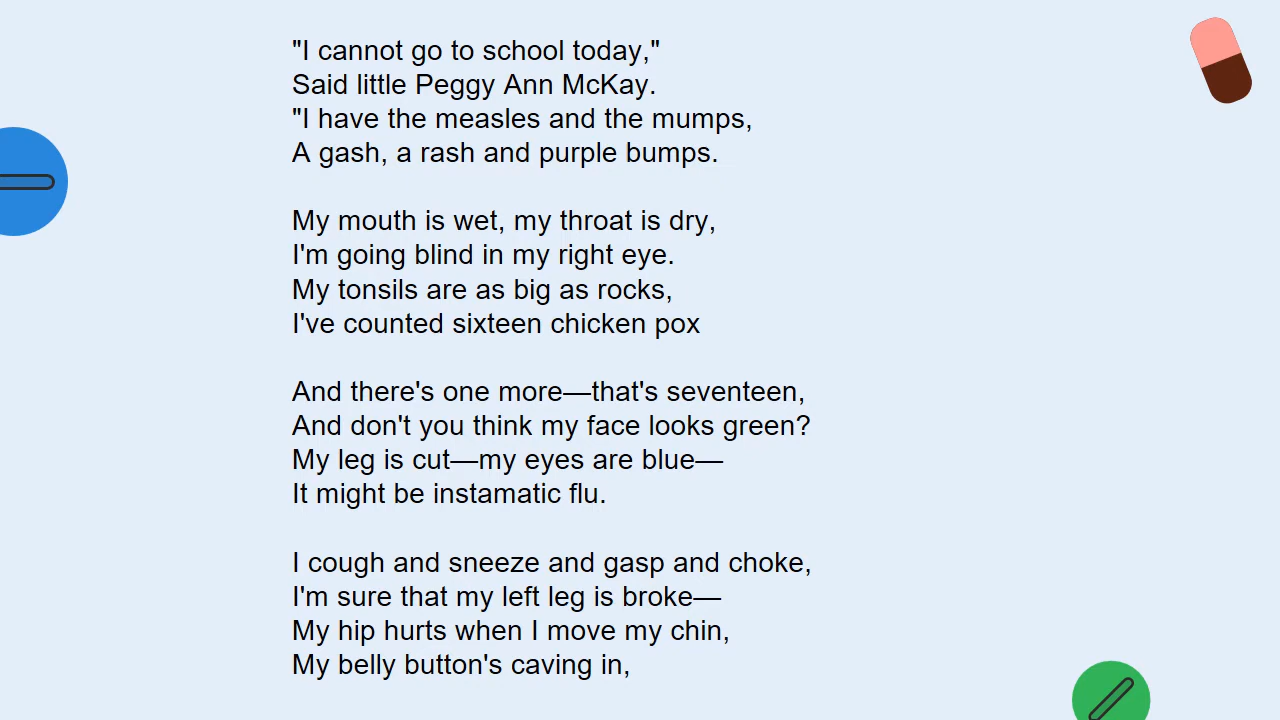 "I cannot go to school today,"
Said little Peggy Ann McKay.
"I have the measles and the mumps,
A gash, a rash and purple bumps.

My mouth is wet, my throat is dry,
I'm going blind in my right eye.
My tonsils are as big as rocks,
I've counted sixteen chicken pox

And there's one more—that's seventeen,
And don't you think my face looks green?
My leg is cut—my eyes are blue—
It might be instamatic flu.

I cough and sneeze and gasp and choke,
I'm sure that my left leg is broke—
My hip hurts when I move my chin,
My belly button's caving in,